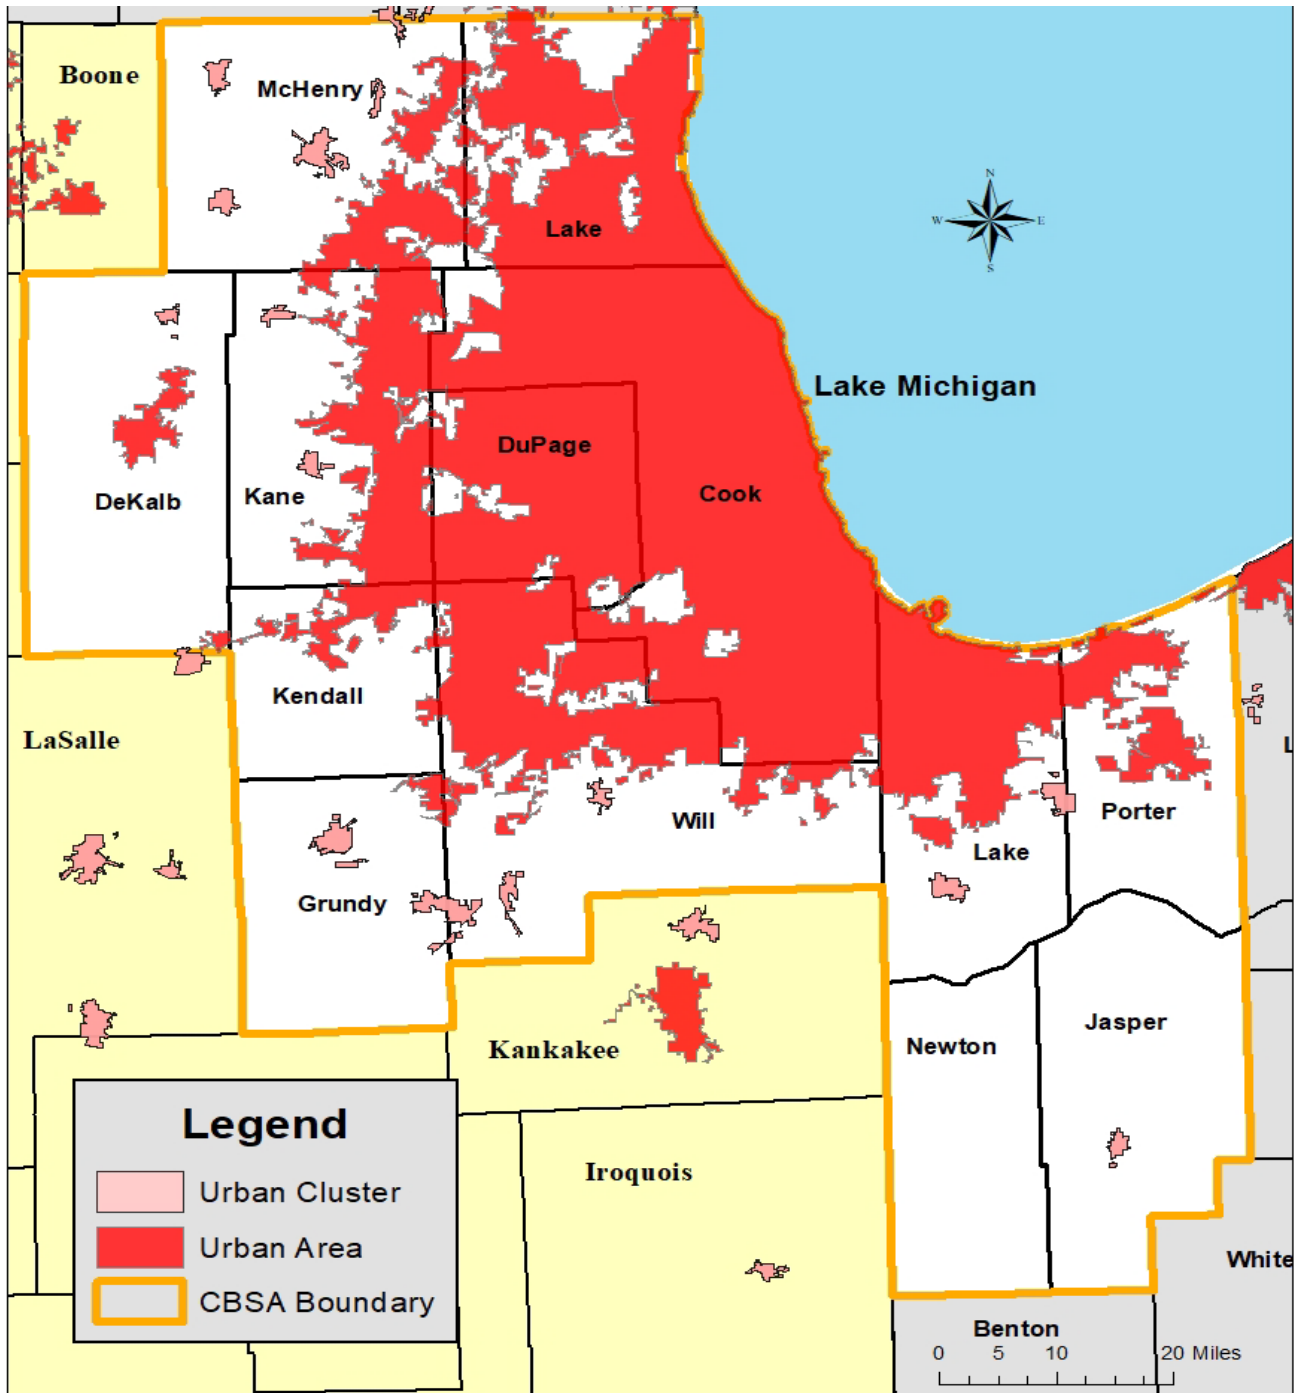 Boone
McHenry
N
W
E
S
Lake
Lake Michigan
DuPage
Cook
DeKalb
Kane
Kendall
LaSalle
L
Porter
Will
Lake
Grundy
Jasper
Newton
Kankakee
Legend
Urban Cluster
Urban Area
CBSA Boundary
Iroquois
White
Benton
0 5 10 20 Miles